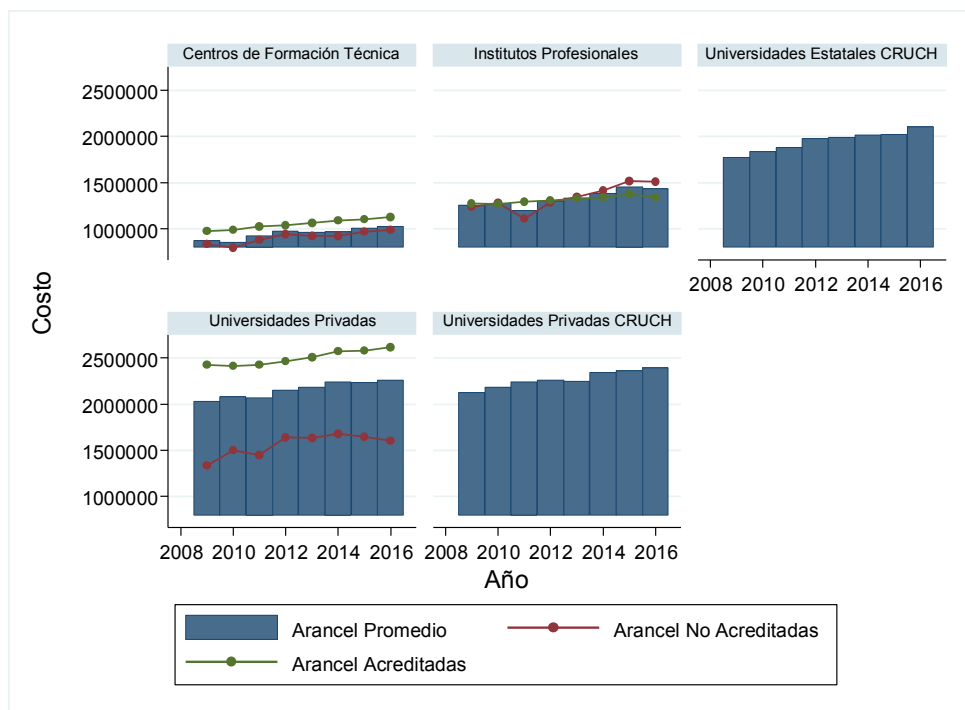 Centros de Formación Técnica
Institutos Profesionales
Universidades Estatales CRUCH
2500000
2000000
1500000
1000000
2008 2010 2012 2014 2016
Costo
Universidades Privadas
Universidades Privadas CRUCH
2500000
2000000
1500000
1000000
2008 2010 2012 2014 2016
2008 2010 2012 2014 2016
Año
Arancel Promedio
Arancel No Acreditadas
Arancel Acreditadas